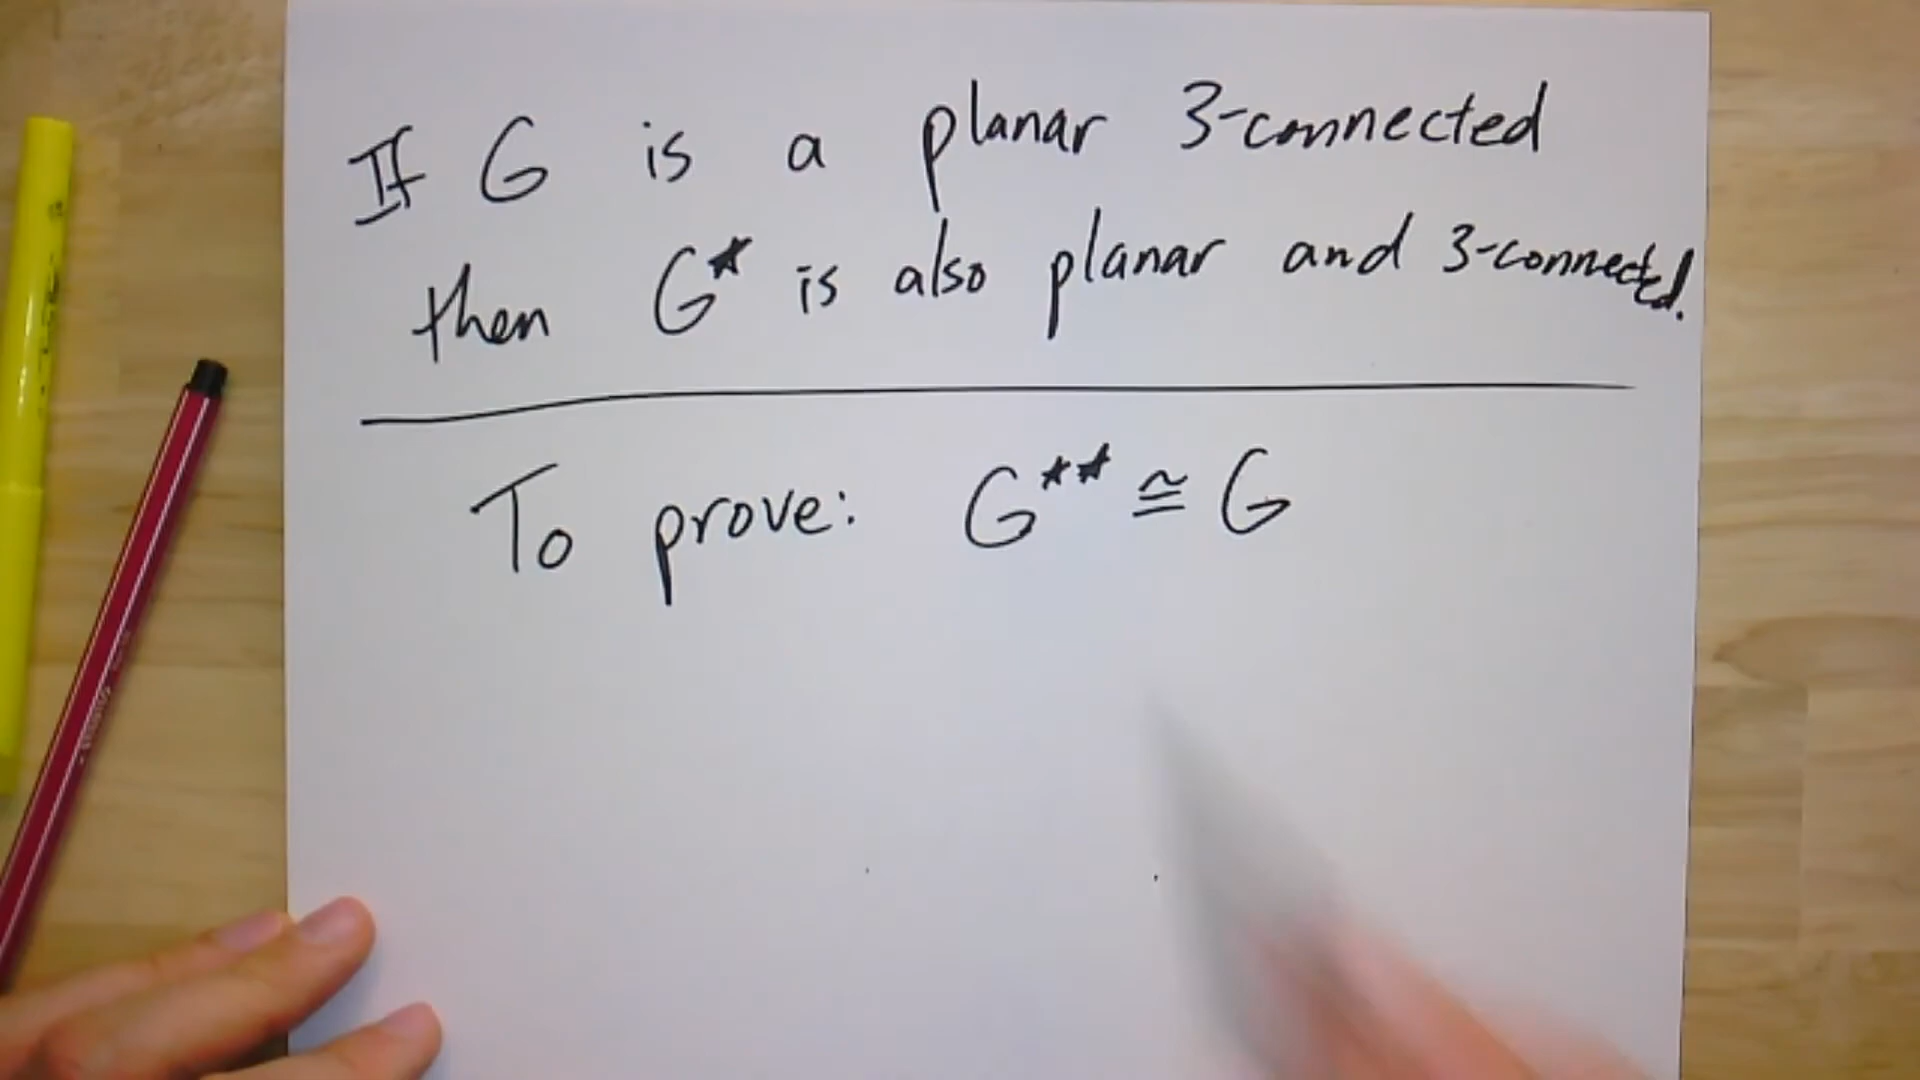 If G is a planar 3-connected
then G* is also planar and 3-connected.
To prove: G** ≅ G